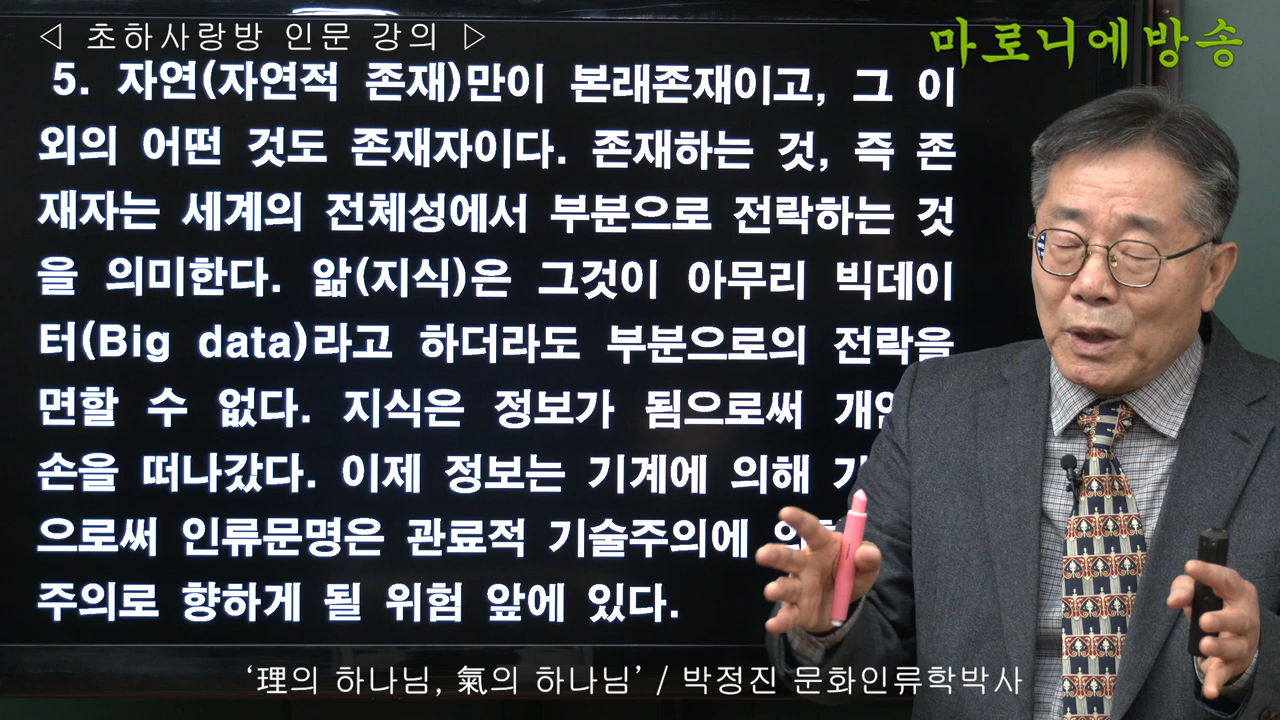 ◁ 초하사랑방 인문 강의 ▷
마로니에방송
5. 자연(자연적 존재)만이 본래존재이고, 그 이
외의 어떤 것도 존재자이다. 존재하는 것, 즉 존
재자는 세계의 전체성에서 부분으로 전락하는 것
을 의미한다. 앎(지식)은 그것이 아무리 빅데이
터(Big data)라고 하더라도 부분으로의 전락을
면할 수 없다. 지식은 정보가 됨으로써
손을 떠나갔다. 이제 정보는 기계에 의해
으로써 인류문명은 관료적 기술주의에
주의로 향하게 될 위험 앞에 있다.
‘理의 하나님, 氣의 하나님’ / 박정진 문화인류학박사